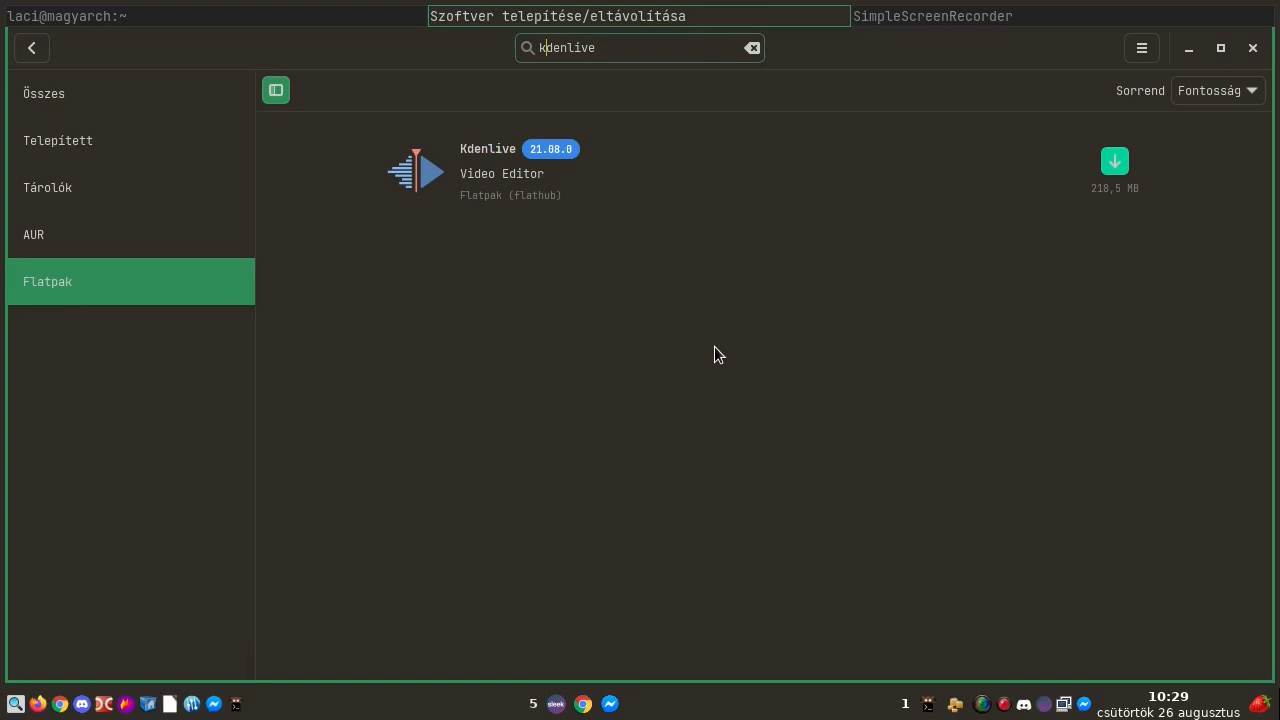 laci@magyarch:~
Szoftver telepítése/eltávolítása
SimpleScreenRecorder
kdenlive
Összes
Telepített
Tárolók
AUR
Flatpak
Sorrend
Fontosság
Kdenlive 21.08.0
Video Editor
Flatpak (flathub)
218,5 MB
5
sleek
1
10:29
csütörtök 26 augusztus